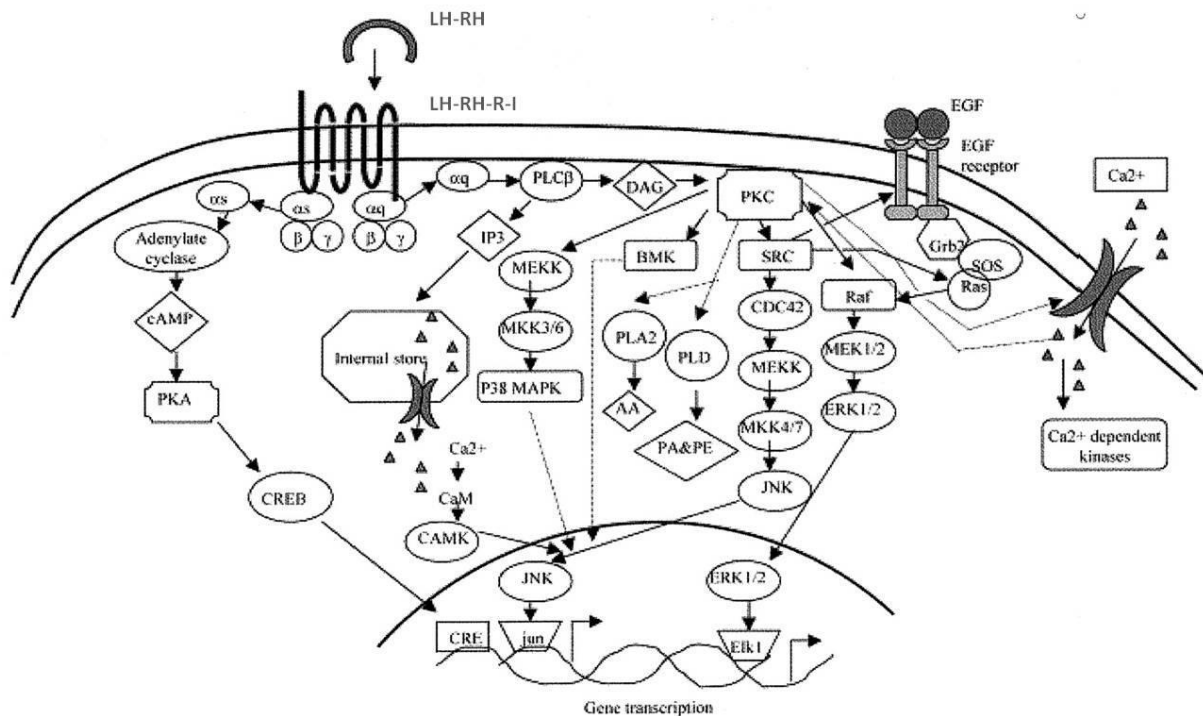 LH-RH
LH-RH-R-I
EGF
EGF
receptor
Ca2+
αq
PLCβ
DAG
PKC
αs
αs
αq
β
γ
β
γ
IP3
Adenylate
cyclase
MEKK
BMK
SRC
Grb2
SOS
Ras
Raf
cAMP
MKK3/6
CDC42
Internal store
PLA2
PLD
MEK1/2
PKA
P38 MAPK
MEKK
AA
ERK1/2
MKK4/7
PA&PE
Ca2+ dependent
kinases
Ca2+
CREB
CaM
JNK
CAMK
JNK
ERK1/2
CRE
jun
Elk1
Gene transcription